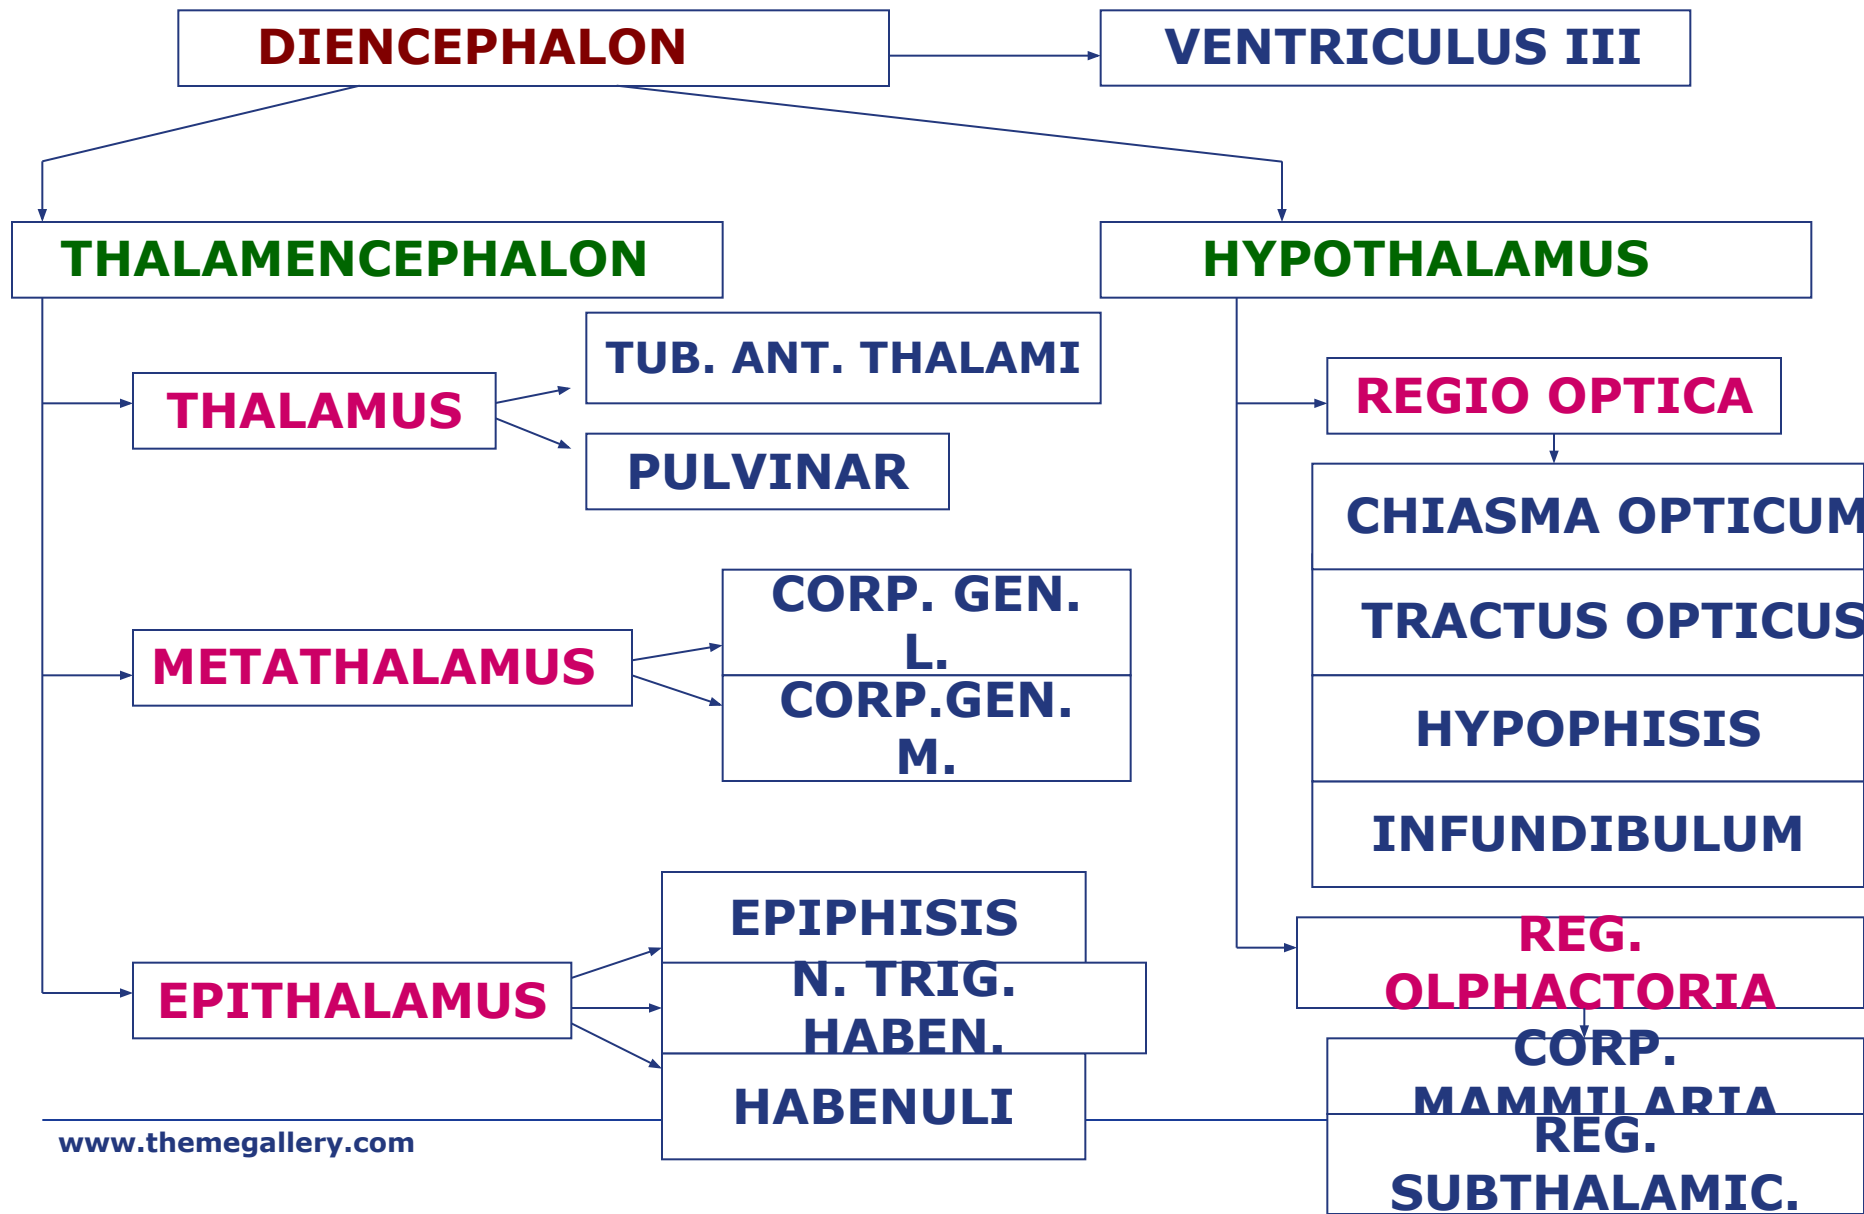 DIENCEPHALON
VENTRICULUS III
THALAMENCEPHALON
HYPOTHALAMUS
THALAMUS
TUB. ANT. THALAMI
PULVINAR
METATHALAMUS
CORP. GEN.
L.
CORP.GEN.
M.
EPITHALAMUS
EPIPHISIS
N. TRIG.
HABEN.
HABENULI
REGIO OPTICA
CHIASMA OPTICUM
TRACTUS OPTICUS
HYPOPHISIS
INFUNDIBULUM
REG.
OLPHACTORIA
CORP.
MAMMILARIA
REG.
SUBTHALAMIC.
www.themegallery.com